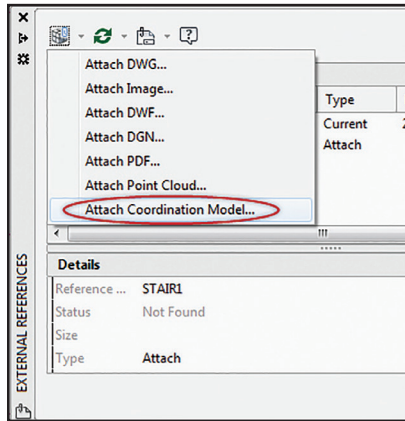 Attach DWG...
Attach Image...
Attach DWF...
Attach DGN...
Attach PDF...
Attach Point Cloud...
Attach Coordination Model...
Type
Current
Attach
Details
Reference ... STAIR1
Status Not Found
Size
Type Attach
EXTERNAL REFERENCES